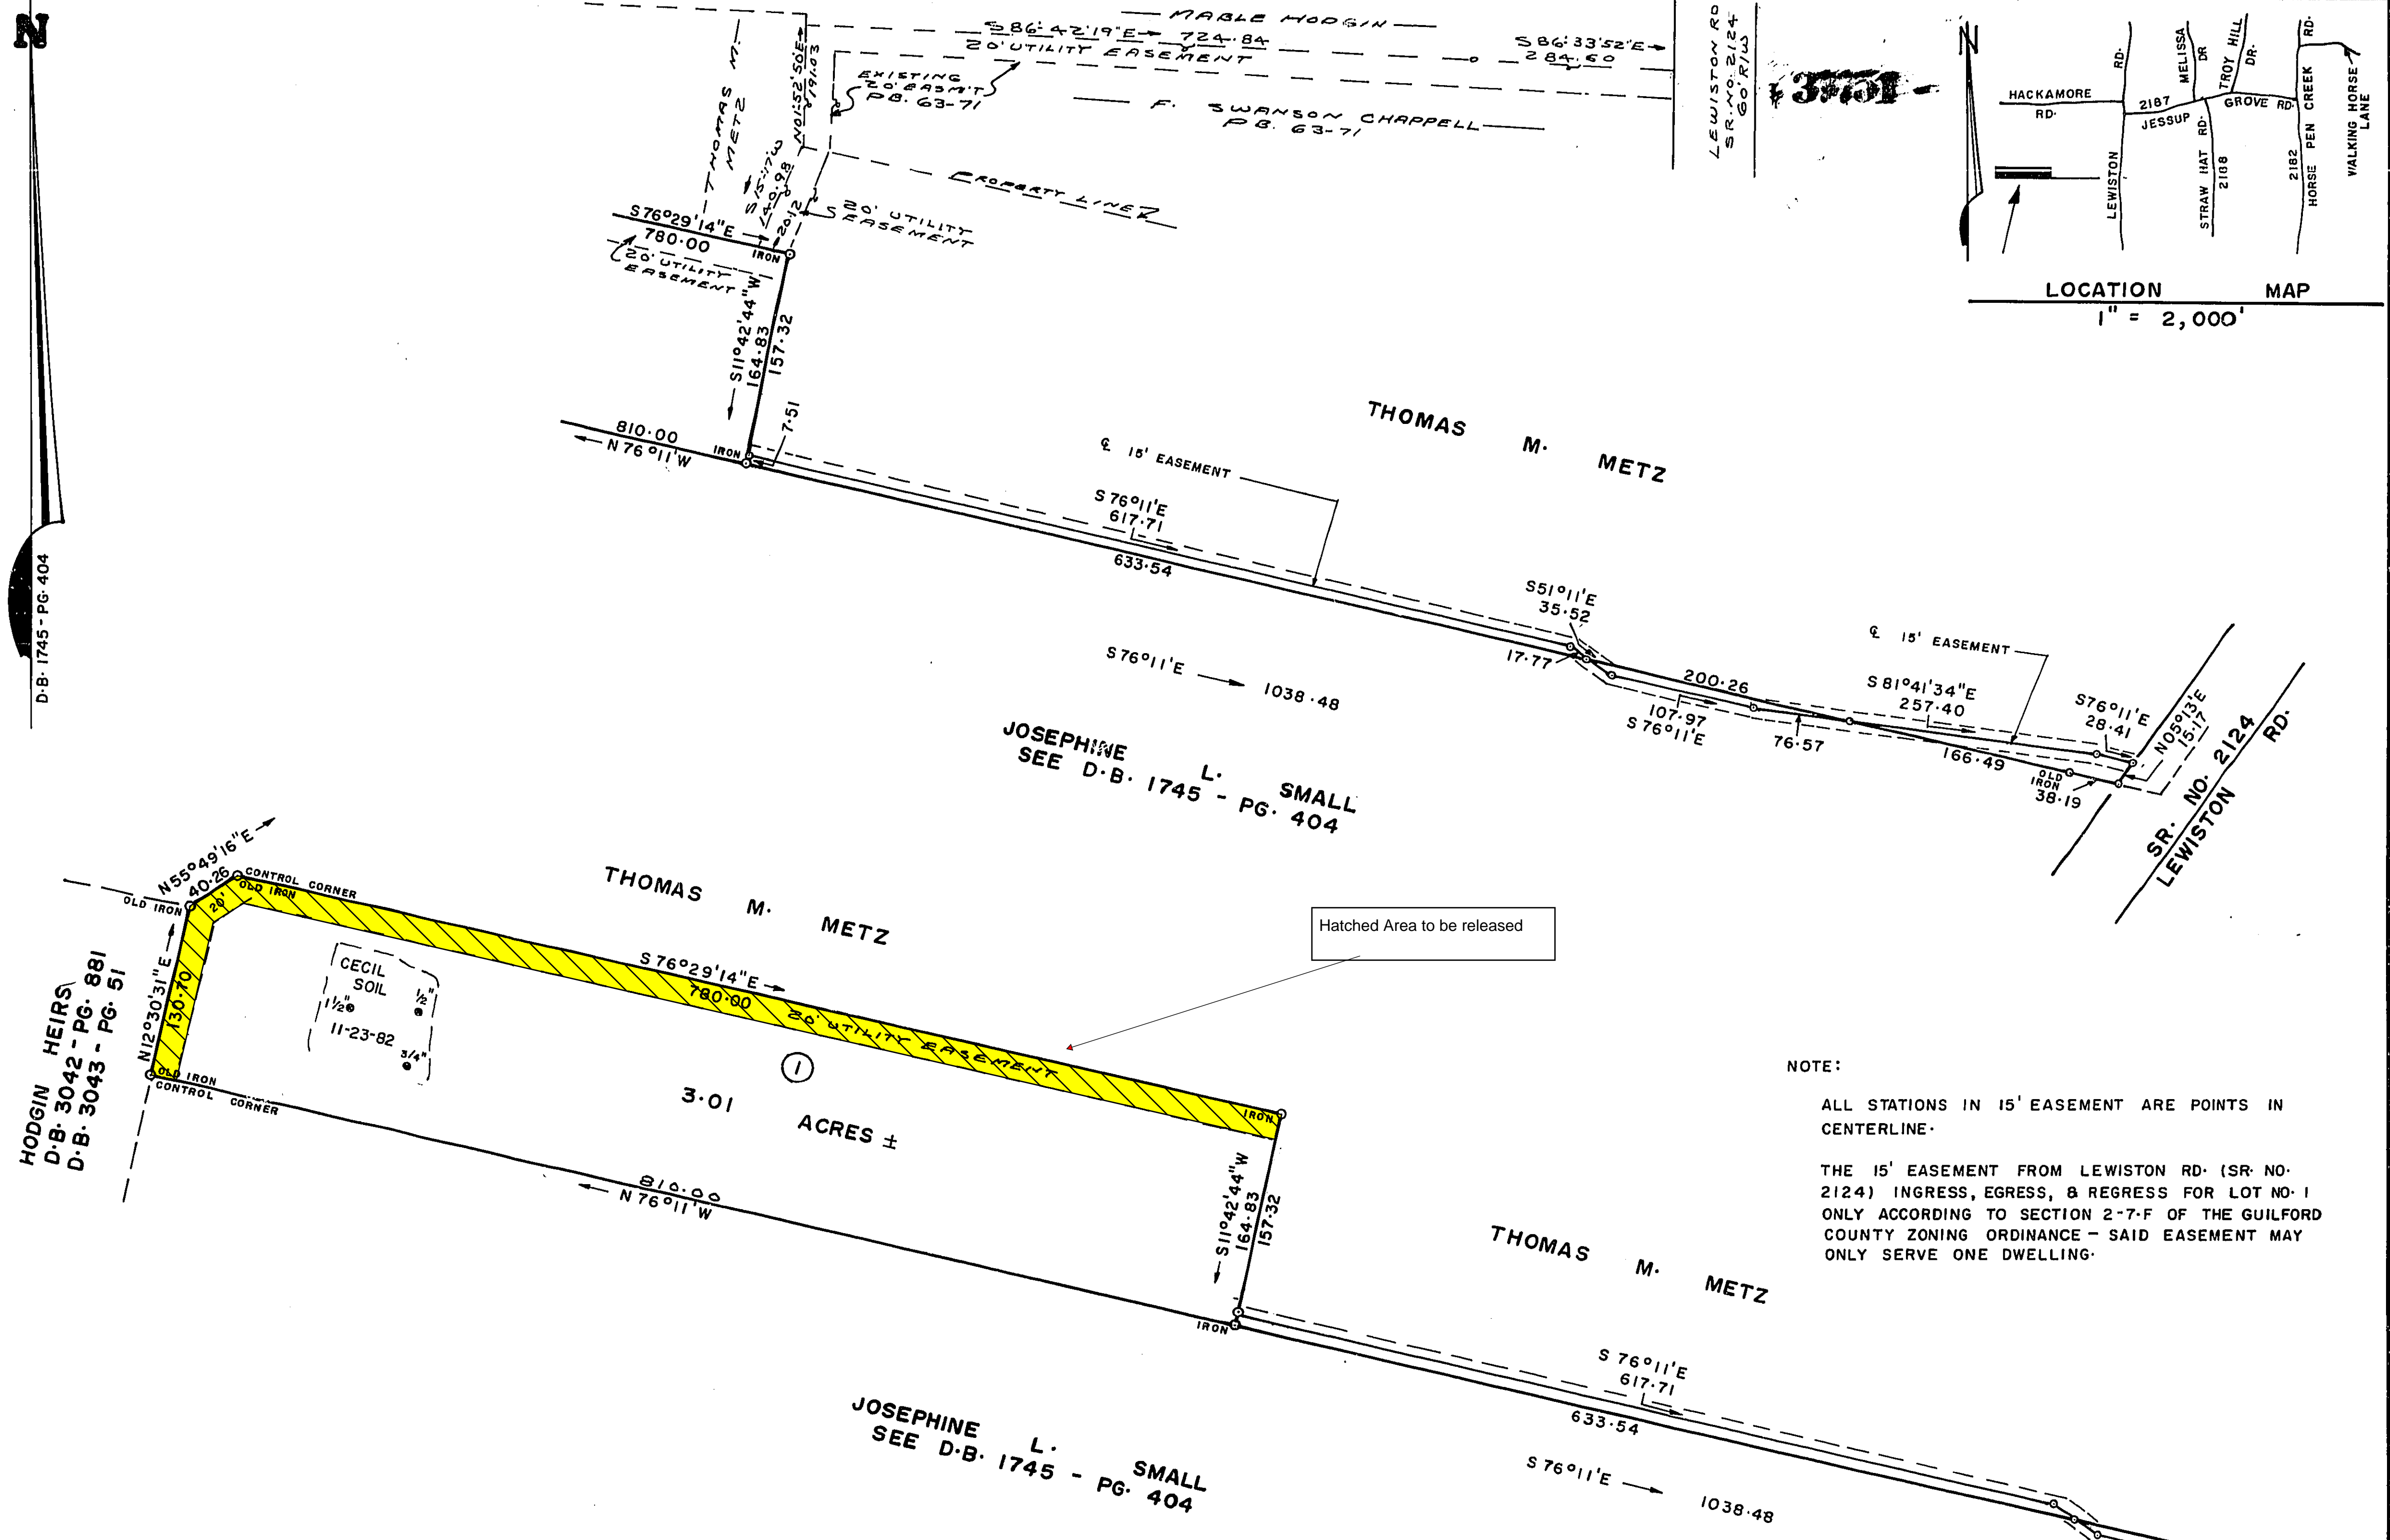 N
D.B. 1745 - PG. 404
THOMAS M.
METZ
N01°52'50"E
191.03
MABLE HODGIN
S86°42'19"E 724.84
20' UTILITY EASEMENT
S86°33'52"E
284.60
EXISTING
20' EASM'T
P.B. 63-71
F. SWANSON CHAPPELL
P.B. 63-71
LEWISTON RD
SR. NO. 2124
60' R/W
PROPERTY LINE
S15°17'W
140.98
20.12
20' UTILITY
EASEMENT
S76°29'14"E
780.00
IRON
20' UTILITY
EASEMENT
S11°42'44"W
164.83
157.32
7.51
810.00
N76°11'W
IRON
N
HACKAMORE
RD.
RD.
LEWISTON
2187
JESSUP
GROVE RD.
MELISSA
DR
TROY HILL
DR.
STRAW HAT RD.
2188
2182
HORSE PEN CREEK
RD.
WALKING HORSE
LANE
LOCATION MAP
1" = 2,000'
THOMAS M. METZ
℄ 15' EASEMENT
S76°11'E
617.71
633.54
S51°11'E
35.52
17.77
200.26
107.97
S76°11'E
76.57
℄ 15' EASEMENT
S81°41'34"E
257.40
166.49
S76°11'E
28.41
N05°13'E
15.17
OLD
IRON
38.19
SR. NO. 2124
LEWISTON RD.
S76°11'E 1038.48
JOSEPHINE L. SMALL
SEE D.B. 1745 - PG. 404
N55°49'16"E
40.26
20'
OLD IRON
CONTROL CORNER
OLD IRON
THOMAS M. METZ
Hatched Area to be released
HODGIN HEIRS
D.B. 3042 - PG. 881
D.B. 3043 - PG. 51
N12°30'31"E
130.70
CECIL
SOIL
1½"
½"
11-23-82
3/4"
S76°29'14"E
780.00
20' UTILITY EASEMENT
1
3.01 ACRES ±
OLD IRON
CONTROL CORNER
810.00
N76°11'W
IRON
S11°42'44"W
164.83
157.32
IRON
NOTE:
ALL STATIONS IN 15' EASEMENT ARE POINTS IN
CENTERLINE.
THE 15' EASEMENT FROM LEWISTON RD. (SR. NO.
2124) INGRESS, EGRESS, & REGRESS FOR LOT NO. 1
ONLY ACCORDING TO SECTION 2-7.F OF THE GUILFORD
COUNTY ZONING ORDINANCE – SAID EASEMENT MAY
ONLY SERVE ONE DWELLING.
THOMAS M. METZ
S76°11'E
617.71
633.54
S76°11'E 1038.48
JOSEPHINE L. SMALL
SEE D.B. 1745 - PG. 404